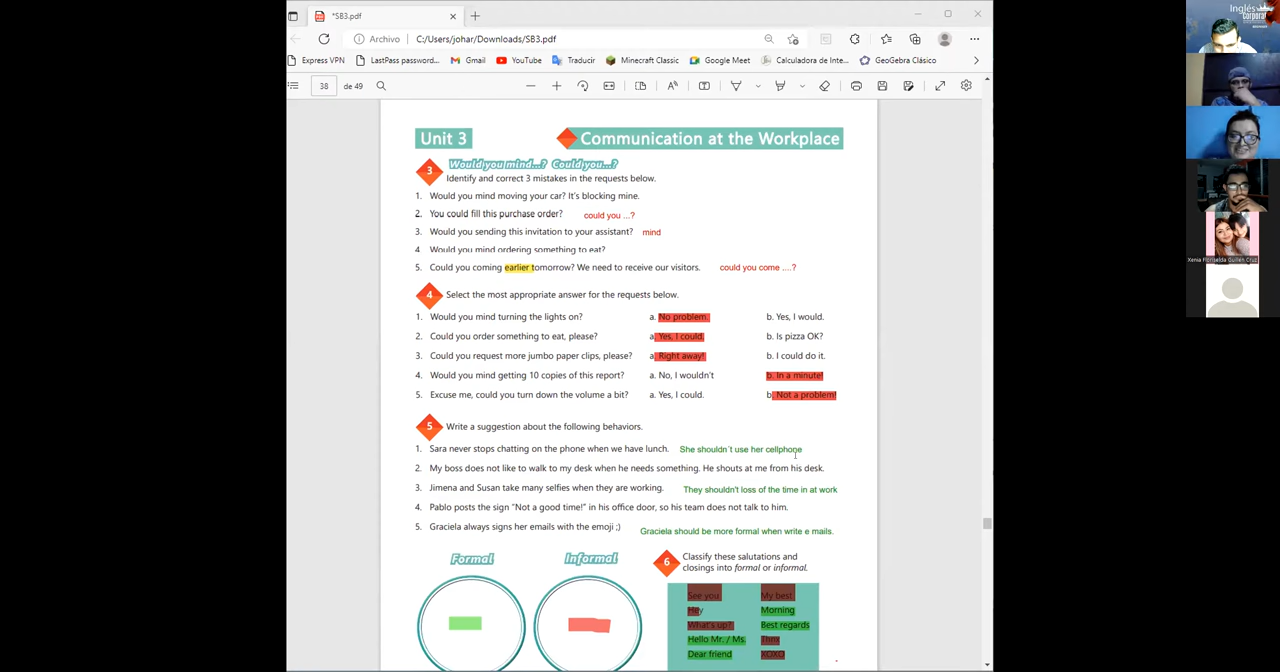 *SB3.pdf
Archivo C:/Users/johar/Downloads/SB3.pdf
Express VPN LastPass password... Gmail YouTube Traducir Minecraft Classic Google Meet Calculadora de Inte... GeoGebra Clásico
38 de 49
Unit 3 Communication at the Workplace
3 Would you mind...? Could you...?
Identify and correct 3 mistakes in the requests below.
1. Would you mind moving your car? It's blocking mine.
2. You could fill this purchase order? could you ...?
3. Would you sending this invitation to your assistant? mind
4 Would you mind ordering something to eat?
5. Could you coming earlier tomorrow? We need to receive our visitors. could you come ....?
4 Select the most appropriate answer for the requests below.
1. Would you mind turning the lights on? a. No problem. b. Yes, I would.
2. Could you order something to eat, please? a. Yes, I could. b. Is pizza OK?
3. Could you request more jumbo paper clips, please? a. Right away! b. I could do it.
4. Would you mind getting 10 copies of this report? a. No, I wouldn't b. In a minute!
5. Excuse me, could you turn down the volume a bit? a. Yes, I could. b. Not a problem!
5 Write a suggestion about the following behaviors.
1. Sara never stops chatting on the phone when we have lunch. She shouldn´t use her cellphone
2. My boss does not like to walk to my desk when he needs something. He shouts at me from his desk.
3. Jimena and Susan take many selfies when they are working. They shouldn't loss of the time in at work
4. Pablo posts the sign "Not a good time!" in his office door, so his team does not talk to him.
5. Graciela always signs her emails with the emoji ;) Graciela should be more formal when write e mails.
Formal Informal 6 Classify these salutations and
closings into formal or informal.
See you My best
Hey Morning
What's up? Best regards
Hello Mr. / Ms. Thnx
Dear friend XOXO
Inglés
Corporat
Xenia Floriselda Guillen Cruz